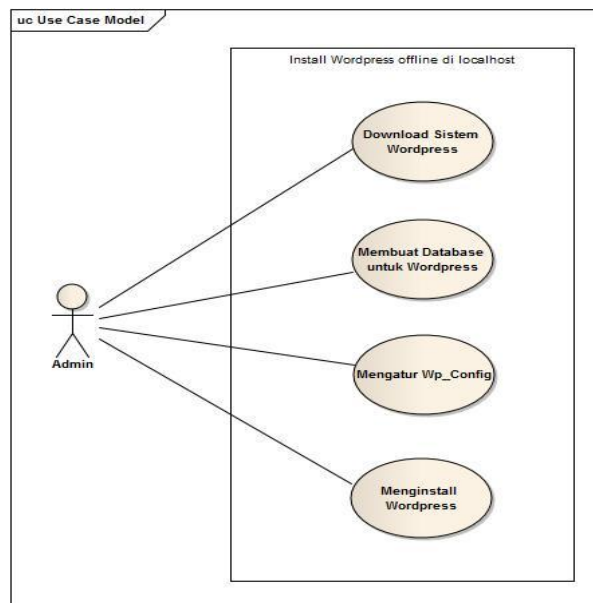 uc Use Case Model
Install Wordpress offline di localhost
Download Sistem
Wordpress
Membuat Database
untuk Wordpress
Admin
Mengatur Wp_Config
Menginstall
Wordpress